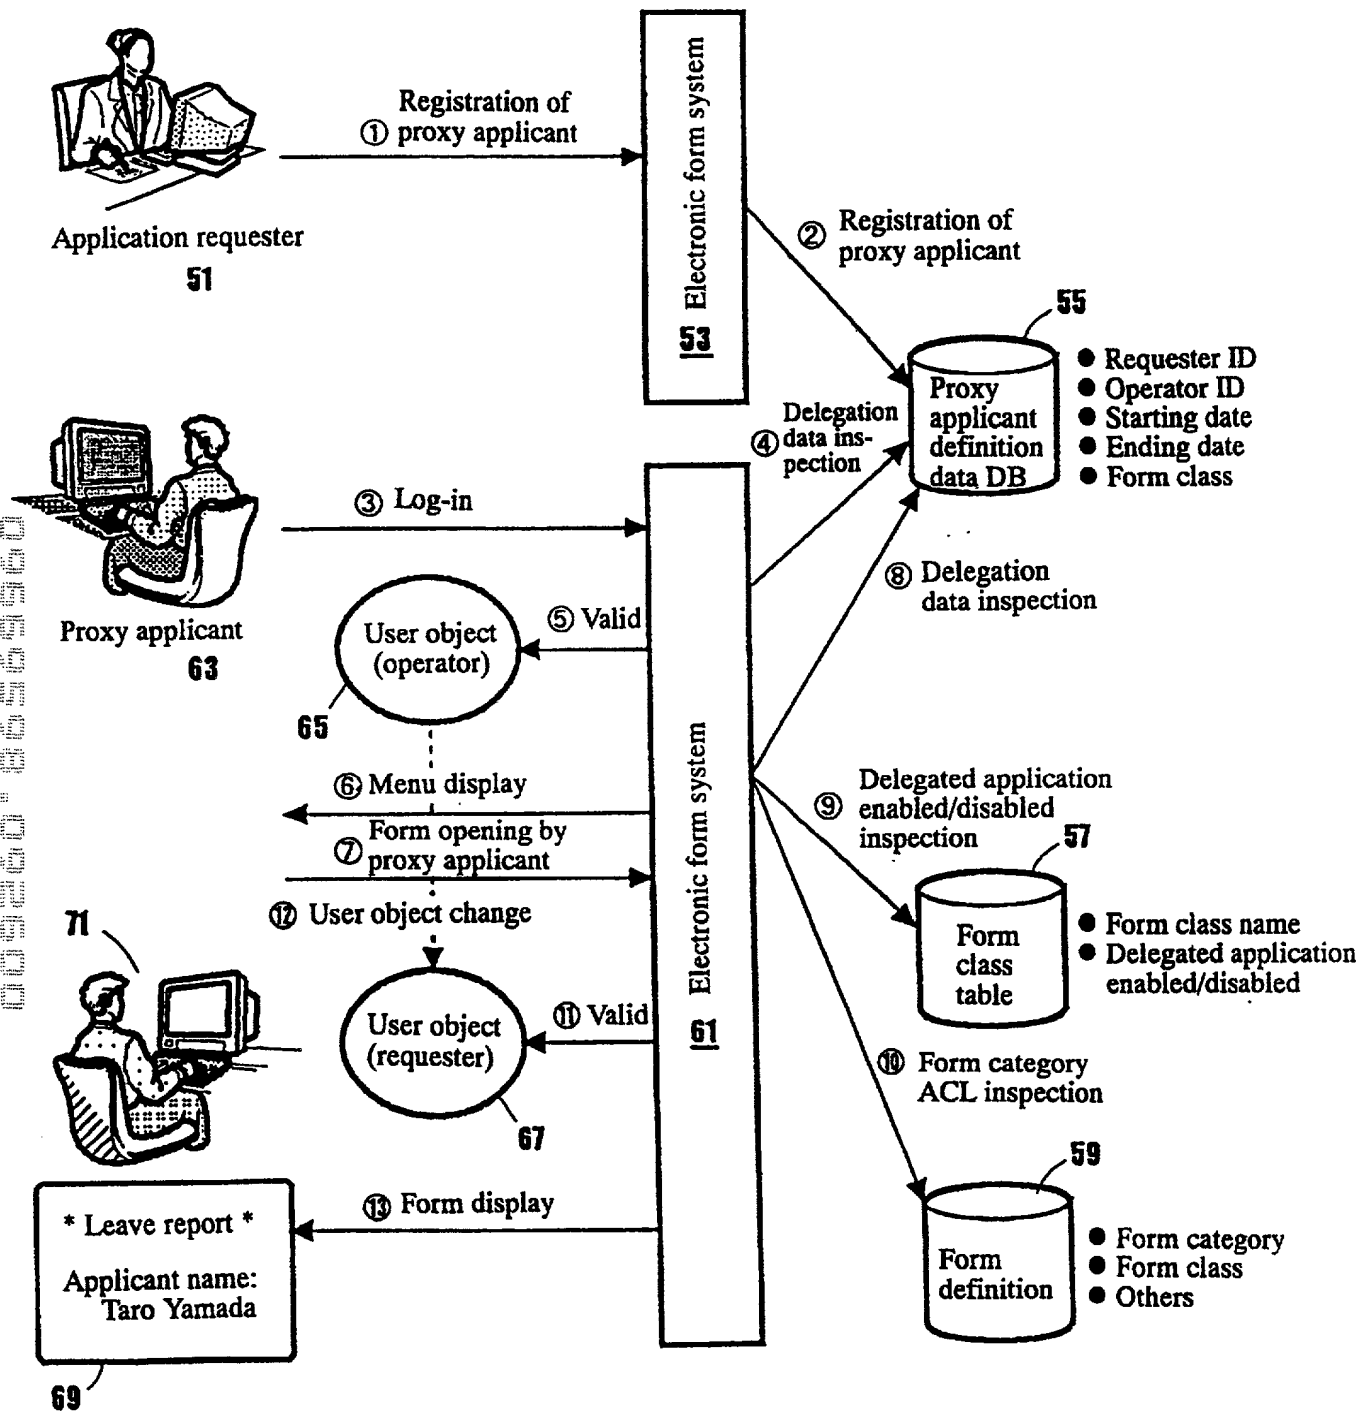 Registration of
① proxy applicant
Application requester
51
Electronic form system
53
② Registration of
proxy applicant
55
Proxy
applicant
definition
data DB
● Requester ID
● Operator ID
● Starting date
● Ending date
● Form class
Delegation
④ data ins-
pection
③ Log-in
Proxy applicant
63
⑤ Valid
User object
(operator)
65
⑧ Delegation
data inspection
⑥ Menu display
Form opening by
⑦ proxy applicant
⑫ User object change
Electronic form system
61
Delegated application
⑨ enabled/disabled
inspection
57
Form
class
table
● Form class name
● Delegated application
enabled/disabled
71
User object
(requester)
⑪ Valid
67
⑩ Form category
ACL inspection
59
Form
definition
● Form category
● Form class
● Others
⑬ Form display
* Leave report *
Applicant name:
Taro Yamada
69